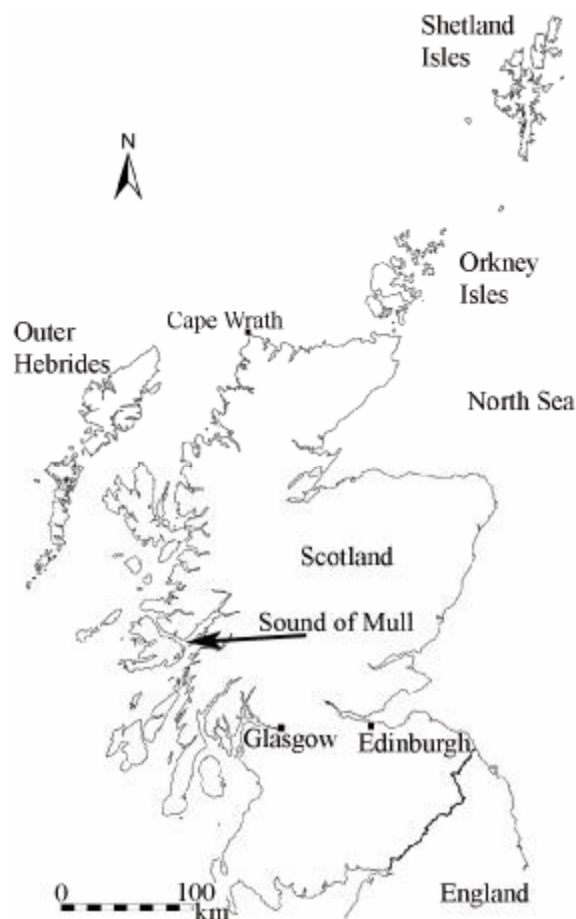 Shetland
Isles
N
Orkney
Isles
Cape Wrath
Outer
Hebrides
North Sea
Scotland
Sound of Mull
Glasgow
Edinburgh
0 100
km
England